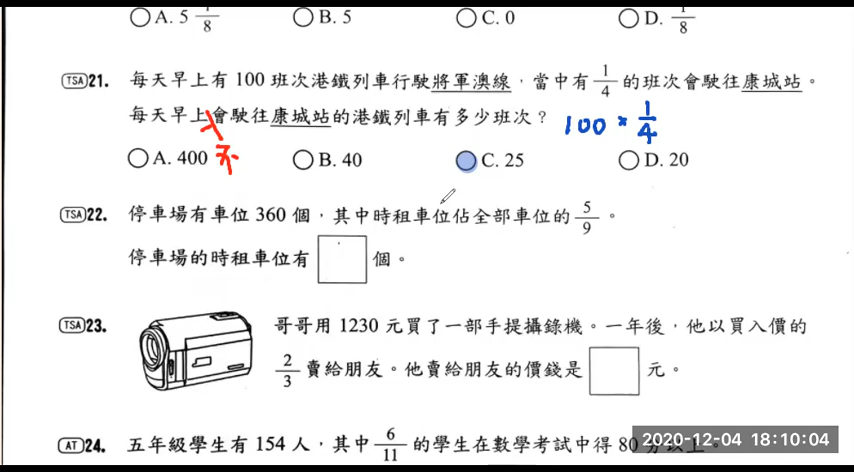 A. 5 1/8 B. 5 C. 0 D. 1/8
TSA 21. 每天早上有 100 班次港鐵列車行駛將軍澳線，當中有 1/4 的班次會駛往康城站。
每天早上會駛往康城站的港鐵列車有多少班次？ 100 × 1/4
不
A. 400 B. 40 C. 25 D. 20
TSA 22. 停車場有車位 360 個，其中時租車位佔全部車位的 5/9 。
停車場的時租車位有 個。
TSA 23. 哥哥用 1230 元買了一部手提攝錄機。一年後，他以買入價的
2/3 賣給朋友。他賣給朋友的價錢是 元。
AT 24. 五年級學生有 154 人，其中 6/11 的學生在數學考試中得 80 分以上。
2020-12-04 18:10:04